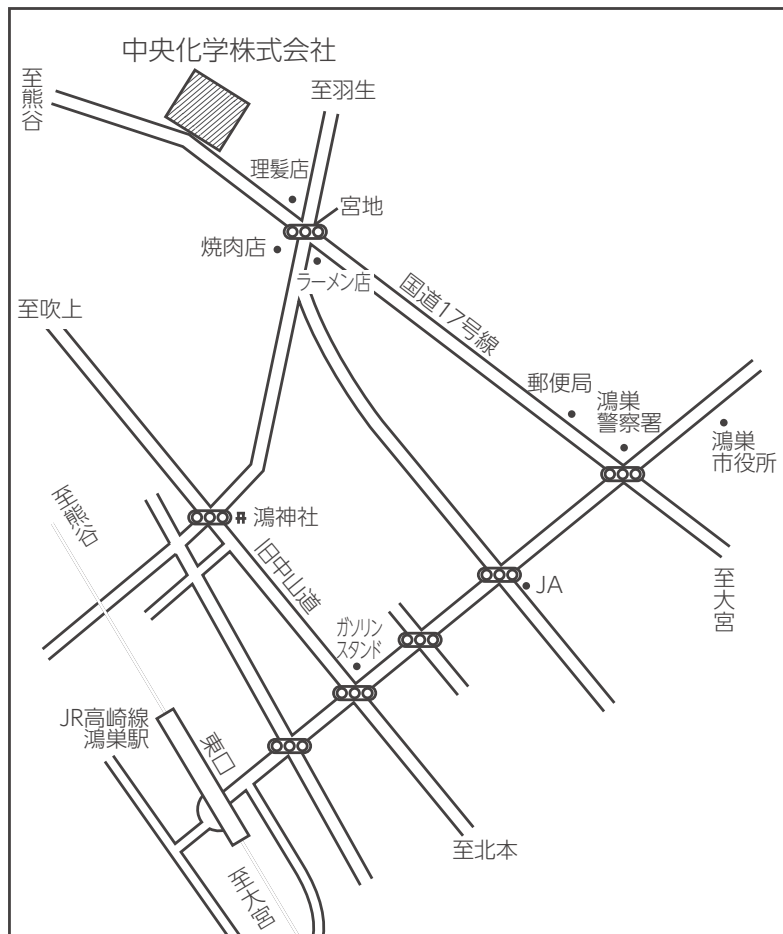 中央化学株式会社
至熊谷
至羽生
理髪店
宮地
焼肉店
ラーメン店
至吹上
国道17号線
郵便局
鴻巣
警察署
鴻巣
市役所
至熊谷
鴻神社
旧中山道
至大宮
JA
ガソリン
スタンド
JR高崎線
鴻巣駅
東口
至北本
至大宮